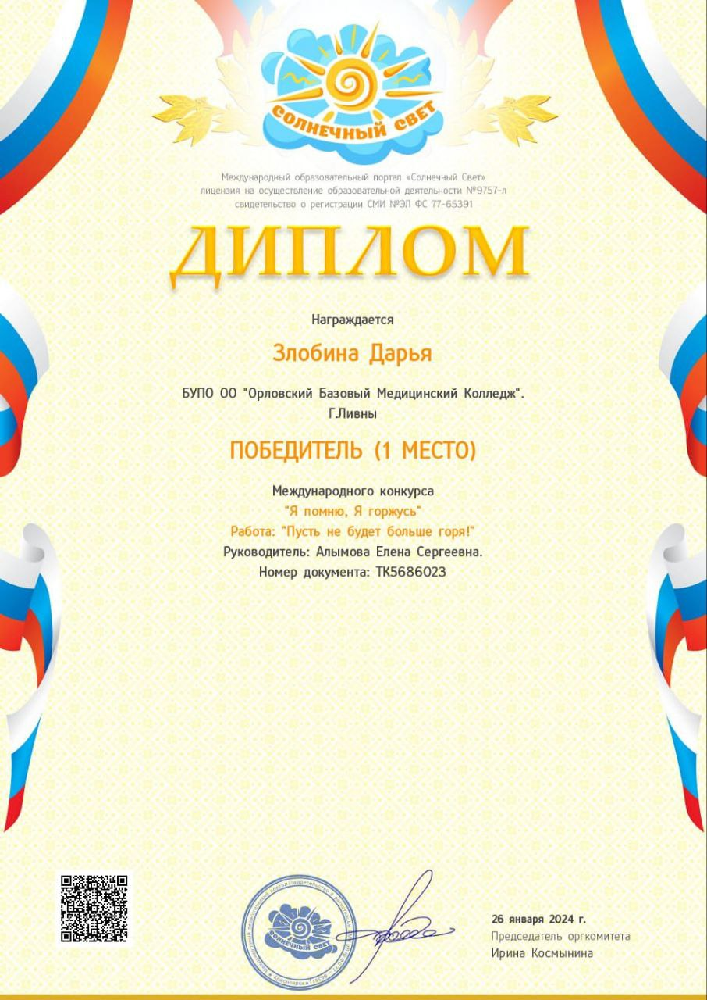 СОЛНЕЧНЫЙ СВЕТ
Международный образовательный портал «Солнечный Свет»
лицензия на осуществление образовательной деятельности №9757-л
свидетельство о регистрации СМИ №ЭЛ ФС 77-65391
ДИПЛОМ
Награждается
Злобина Дарья
БУПО ОО "Орловский Базовый Медицинский Колледж".
Г.Ливны
ПОБЕДИТЕЛЬ (1 МЕСТО)
Международного конкурса
"Я помню, Я горжусь"
Работа: "Пусть не будет больше горя!"
Руководитель: Алымова Елена Сергеевна.
Номер документа: ТК5686023
СОЛНЕЧНЫЙ СВЕТ
26 января 2024 г.
Председатель оргкомитета
Ирина Космынина